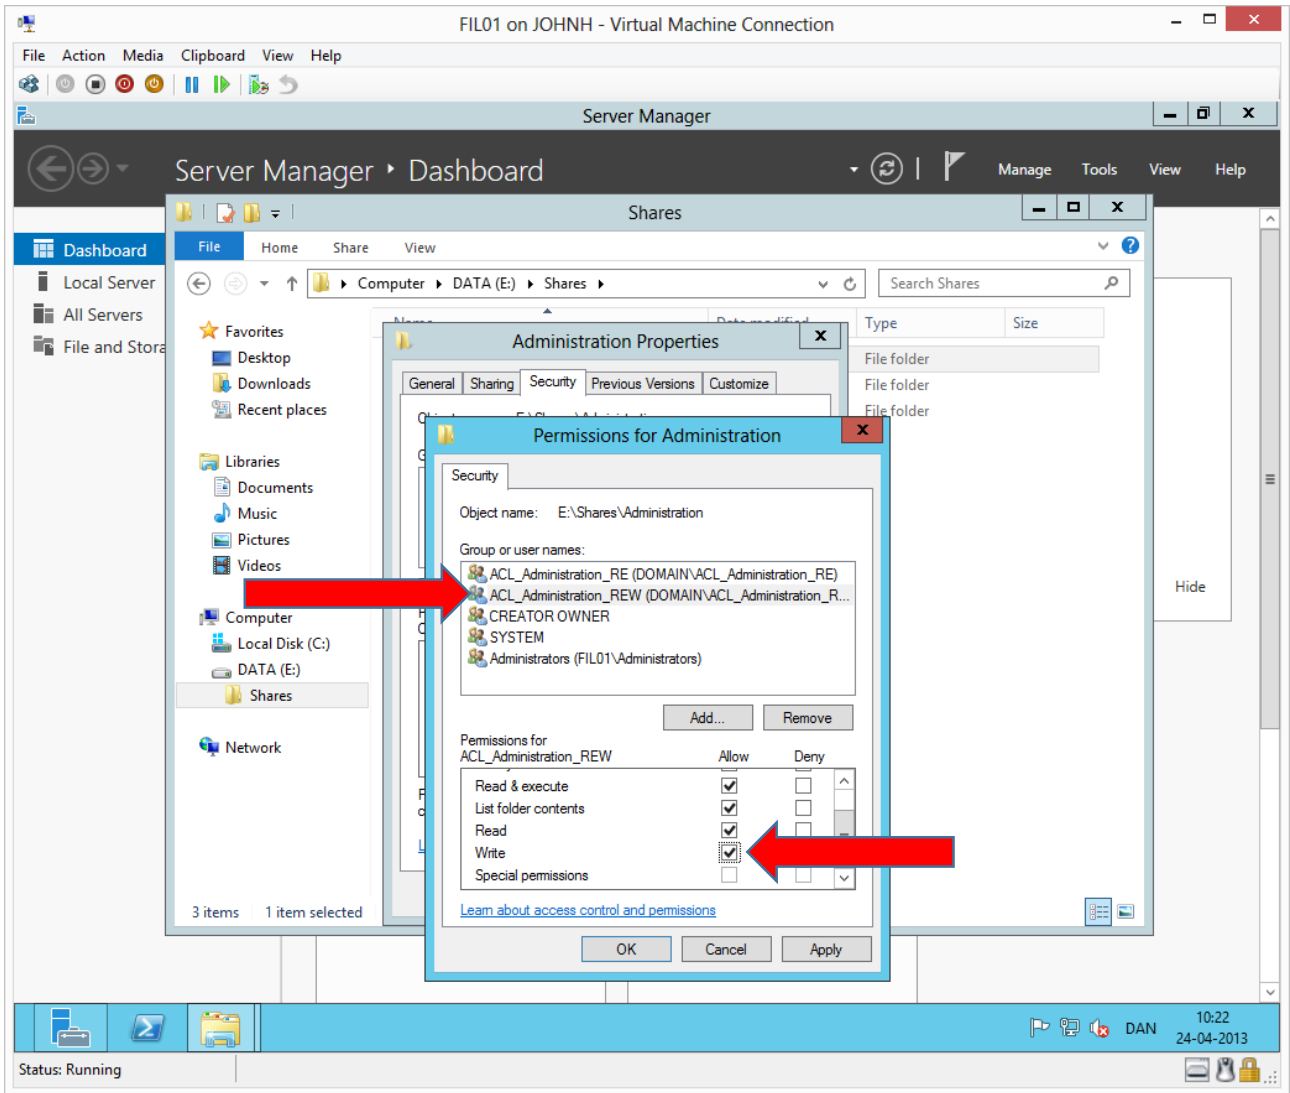 FIL01 on JOHNH - Virtual Machine Connection
File Action Media Clipboard View Help
Server Manager
Server Manager Dashboard
Manage Tools View Help
Shares
File Home Share View
Computer DATA (E:) Shares
Search Shares
Dashboard
Local Server
All Servers
File and Stora
Favorites
Desktop
Downloads
Recent places
Libraries
Documents
Music
Pictures
Videos
Computer
Local Disk (C:)
DATA (E:)
Shares
Network
3 items 1 item selected
Type Size
File folder
File folder
File folder
Hide
Administration Properties
General Sharing Security Previous Versions Customize
Permissions for Administration
Security
Object name: E:\Shares\Administration
Group or user names:
ACL_Administration_RE (DOMAIN\ACL_Administration_RE)
ACL_Administration_REW (DOMAIN\ACL_Administration_R...
CREATOR OWNER
SYSTEM
Administrators (FIL01\Administrators)
Add... Remove
Permissions for
ACL_Administration_REW Allow Deny
Read & execute
List folder contents
Read
Write
Special permissions
Learn about access control and permissions
OK Cancel Apply
DAN
10:22
24-04-2013
Status: Running